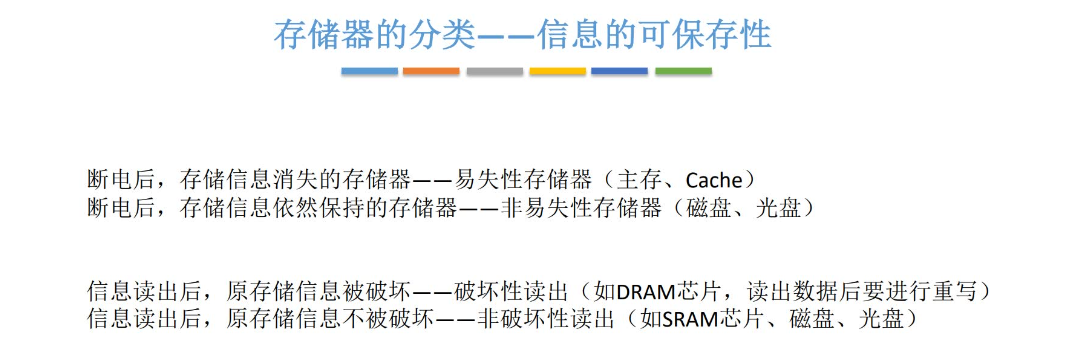 存储器的分类——信息的可保存性
断电后，存储信息消失的存储器——易失性存储器（主存、Cache）
断电后，存储信息依然保持的存储器——非易失性存储器（磁盘、光盘）
信息读出后，原存储信息被破坏——破坏性读出（如DRAM芯片，读出数据后要进行重写）
信息读出后，原存储信息不被破坏——非破坏性读出（如SRAM芯片、磁盘、光盘）